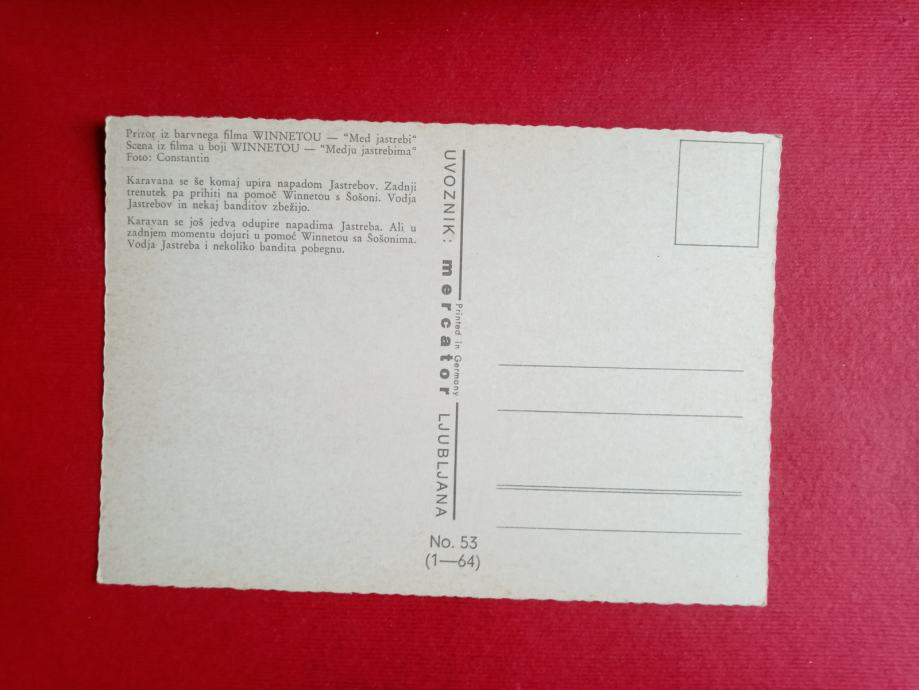 Prizor iz barvnega filma WINNETOU — "Med jastrebi"
Scena iz filma u boji WINNETOU — "Medju jastrebima"
Foto: Constantin
Karavana se še komaj upira napadom Jastrebov. Zadnji
trenutek pa prihiti na pomoč Winnetou s Šošoni. Vodja
Jastrebov in nekaj banditov zbežijo.
Karavan se još jedva odupire napadima Jastreba. Ali u
zadnjem momentu dojuri u pomoć Winnetou sa Šošonima.
Vodja Jastreba i nekoliko bandita pobegnu.
UVOZNIK: mercator LJUBLJANA
Printed in Germany
No. 53
(1—64)